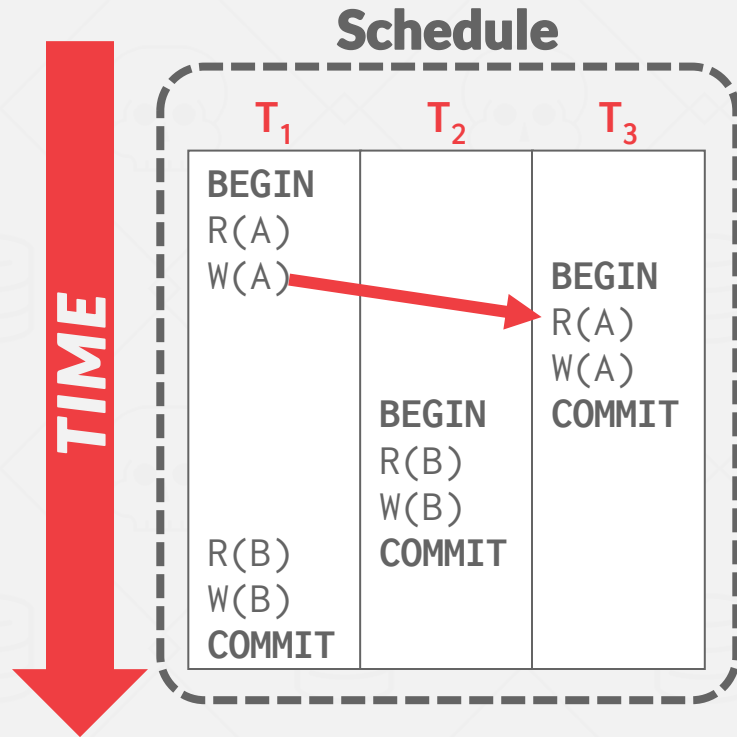 Schedule
TIME
T₁ T₂ T₃
BEGIN
R(A)
W(A) BEGIN
R(A)
W(A)
BEGIN COMMIT
R(B)
W(B)
R(B) COMMIT
W(B)
COMMIT